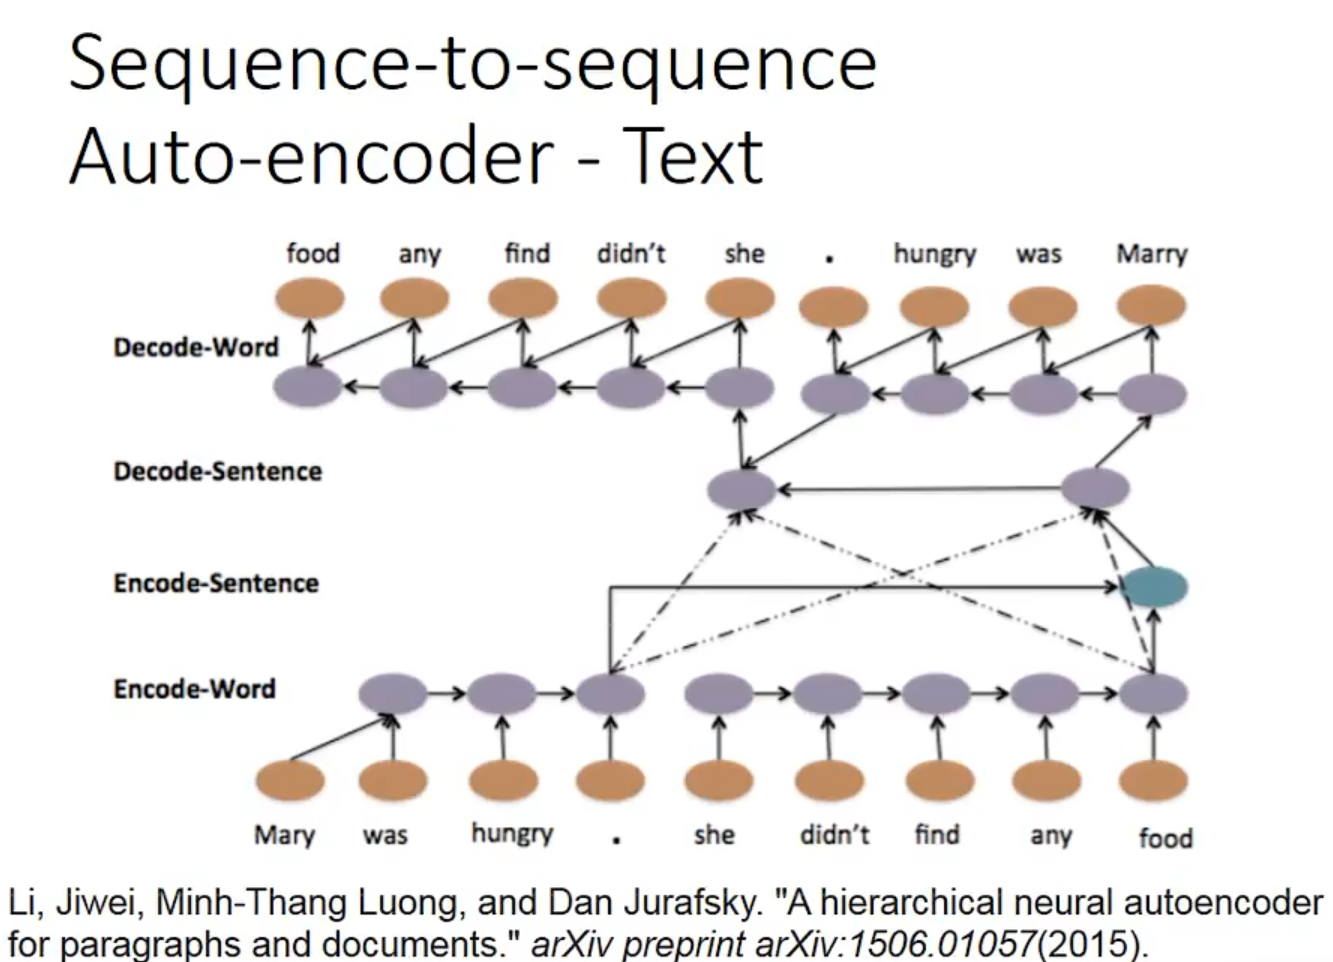 Sequence-to-sequence
Auto-encoder - Text
food any find didn't she . hungry was Marry
Decode-Word
Decode-Sentence
Encode-Sentence
Encode-Word
Mary was hungry . she didn't find any food
Li, Jiwei, Minh-Thang Luong, and Dan Jurafsky. "A hierarchical neural autoencoder
for paragraphs and documents." arXiv preprint arXiv:1506.01057(2015).